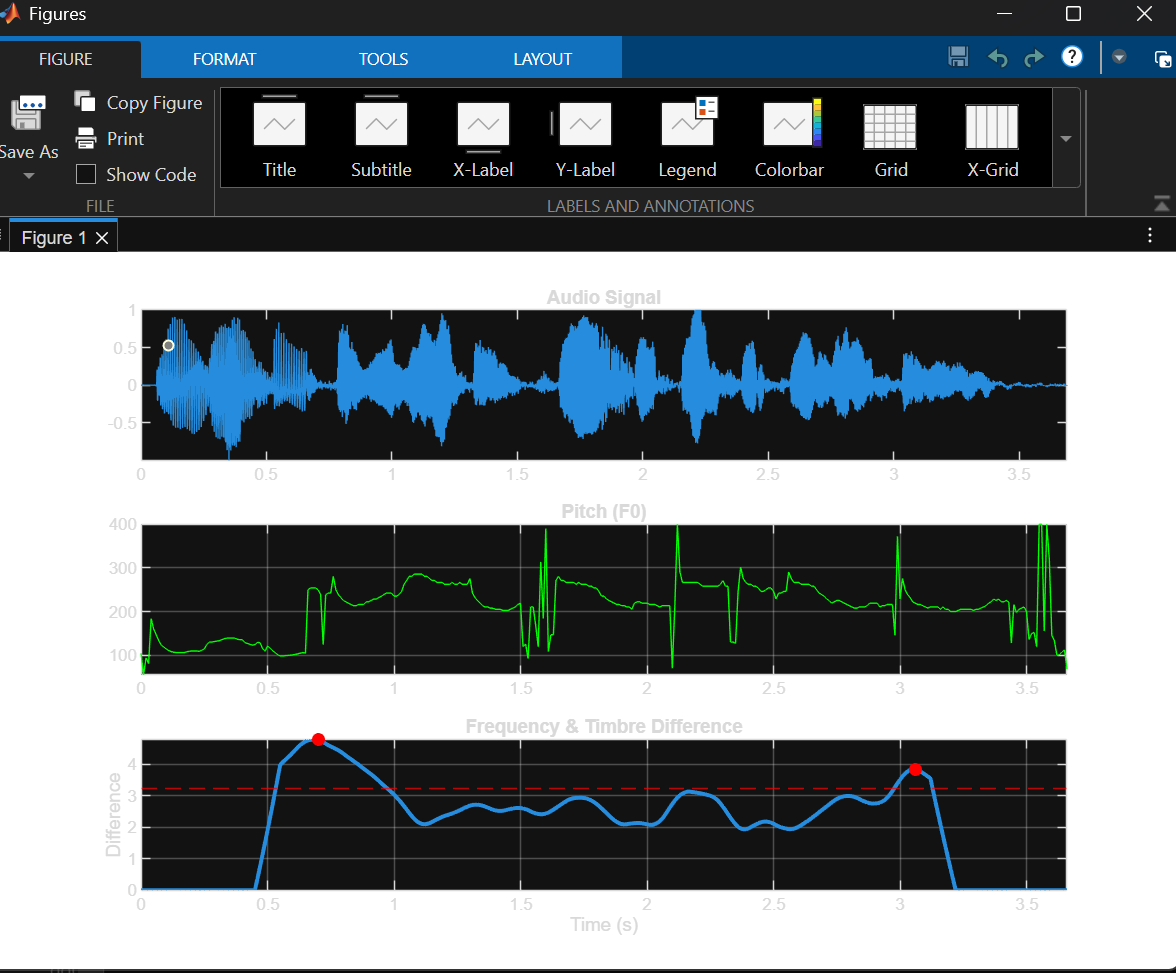 Figures
FIGURE FORMAT TOOLS LAYOUT
Save As
Copy Figure
Print
Show Code
FILE
Title Subtitle X-Label Y-Label Legend Colorbar Grid X-Grid
LABELS AND ANNOTATIONS
Figure 1
Audio Signal
1
0.5
0
-0.5
0 0.5 1 1.5 2 2.5 3 3.5
Pitch (F0)
400
300
200
100
0 0.5 1 1.5 2 2.5 3 3.5
Frequency & Timbre Difference
Difference
4
3
2
1
0
0 0.5 1 1.5 2 2.5 3 3.5
Time (s)